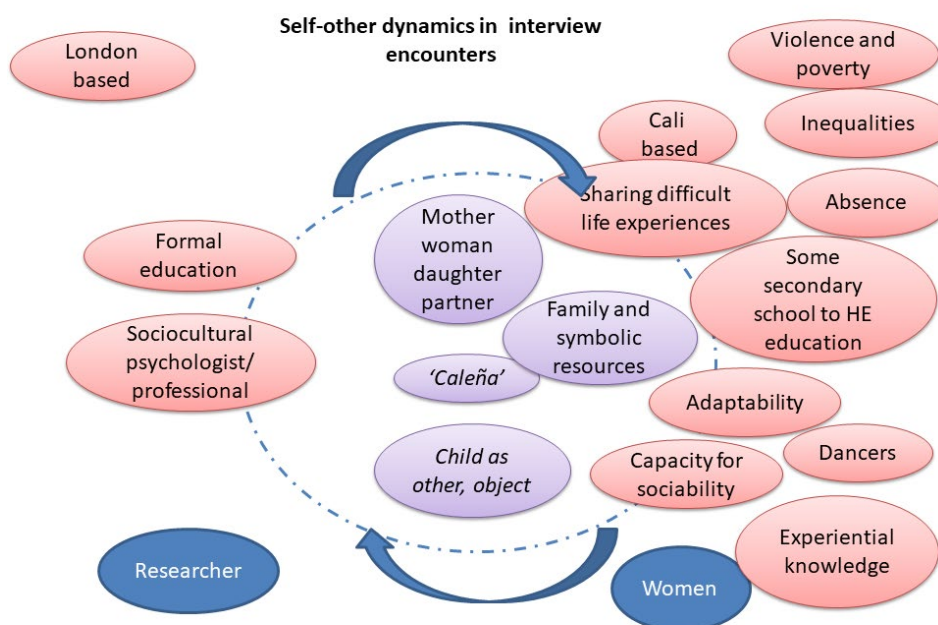 Self-other dynamics in interview
encounters
London
based
Violence and
poverty
Inequalities
Cali
based
Sharing difficult
life experiences
Absence
Mother
woman
daughter
partner
Formal
education
Some
secondary
school to HE
education
Family and
symbolic
resources
Sociocultural
psychologist/
professional
‘Caleña’
Adaptability
Dancers
Child as
other, object
Capacity for
sociability
Experiential
knowledge
Researcher
Women